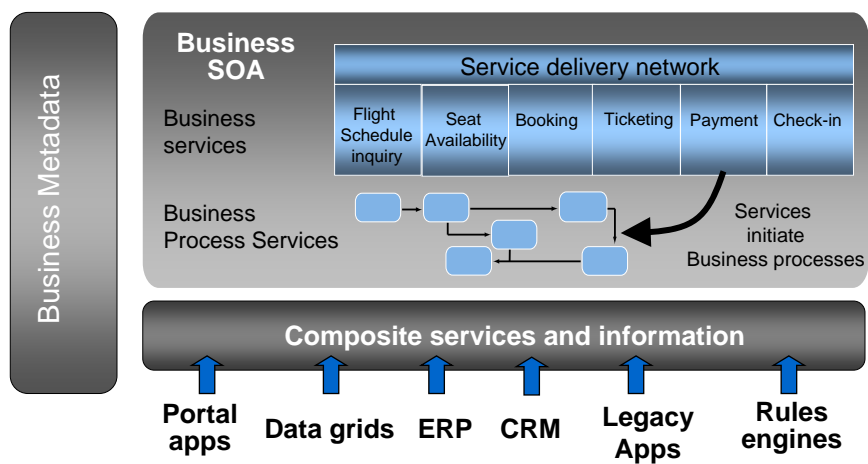 Business Metadata
Business
SOA
Service delivery network
Business
services
Flight
Schedule
inquiry
Seat
Availability
Booking
Ticketing
Payment
Check-in
Business
Process Services
Services
initiate
Business processes
Composite services and information
Portal
apps
Data grids
ERP
CRM
Legacy
Apps
Rules
engines